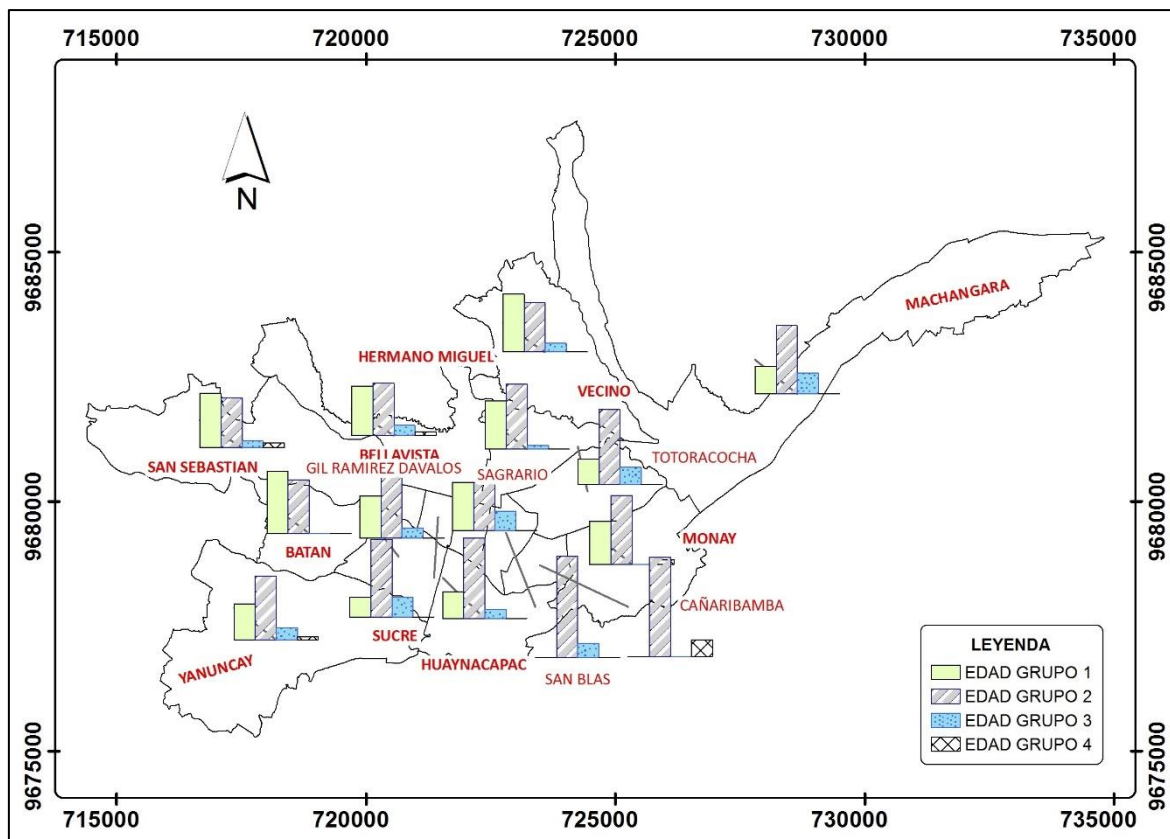 715000 720000 725000 730000 735000
9685000 9685000
N
MACHANGARA
HERMANO MIGUEL
VECINO
BELLAVISTA
TOTORACOCHA
SAN SEBASTIAN
GIL RAMIREZ DAVALOS
SAGRARIO
9680000 9680000
BATAN
MONAY
CAÑARIBAMBA
SUCRE
YANUNCAY
HUAYNACAPAC
SAN BLAS
LEYENDA
EDAD GRUPO 1
EDAD GRUPO 2
EDAD GRUPO 3
EDAD GRUPO 4
9675000 9675000
715000 720000 725000 730000 735000